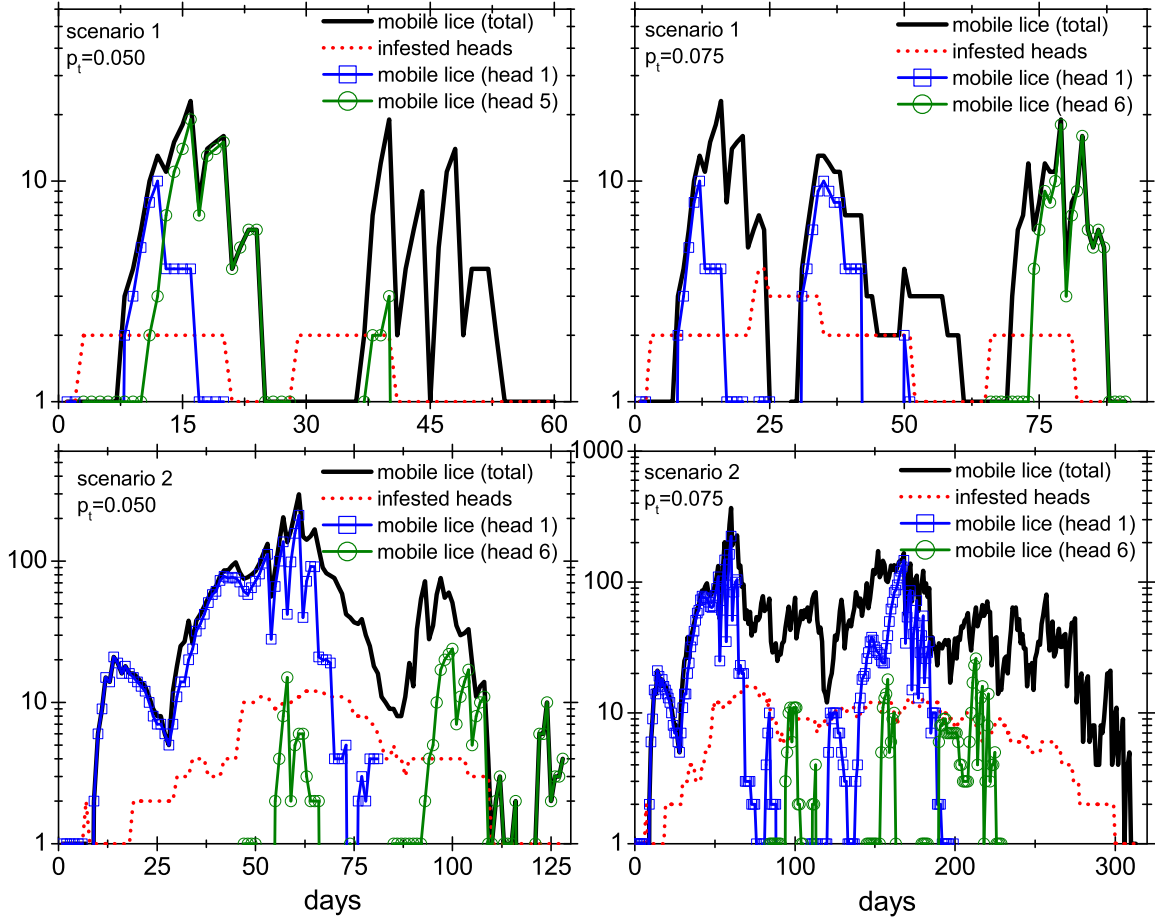 scenario 1
p_t=0.050
mobile lice (total)
infested heads
mobile lice (head 1)
mobile lice (head 5)
10
1
0 15 30 45 60
scenario 1
p_t=0.075
mobile lice (total)
infested heads
mobile lice (head 1)
mobile lice (head 6)
10
1
0 25 50 75
scenario 2
p_t=0.050
mobile lice (total)
infested heads
mobile lice (head 1)
mobile lice (head 6)
100
10
1
0 25 50 75 100 125
days
1000
scenario 2
p_t=0.075
mobile lice (total)
infested heads
mobile lice (head 1)
mobile lice (head 6)
100
10
1
0 100 200 300
days